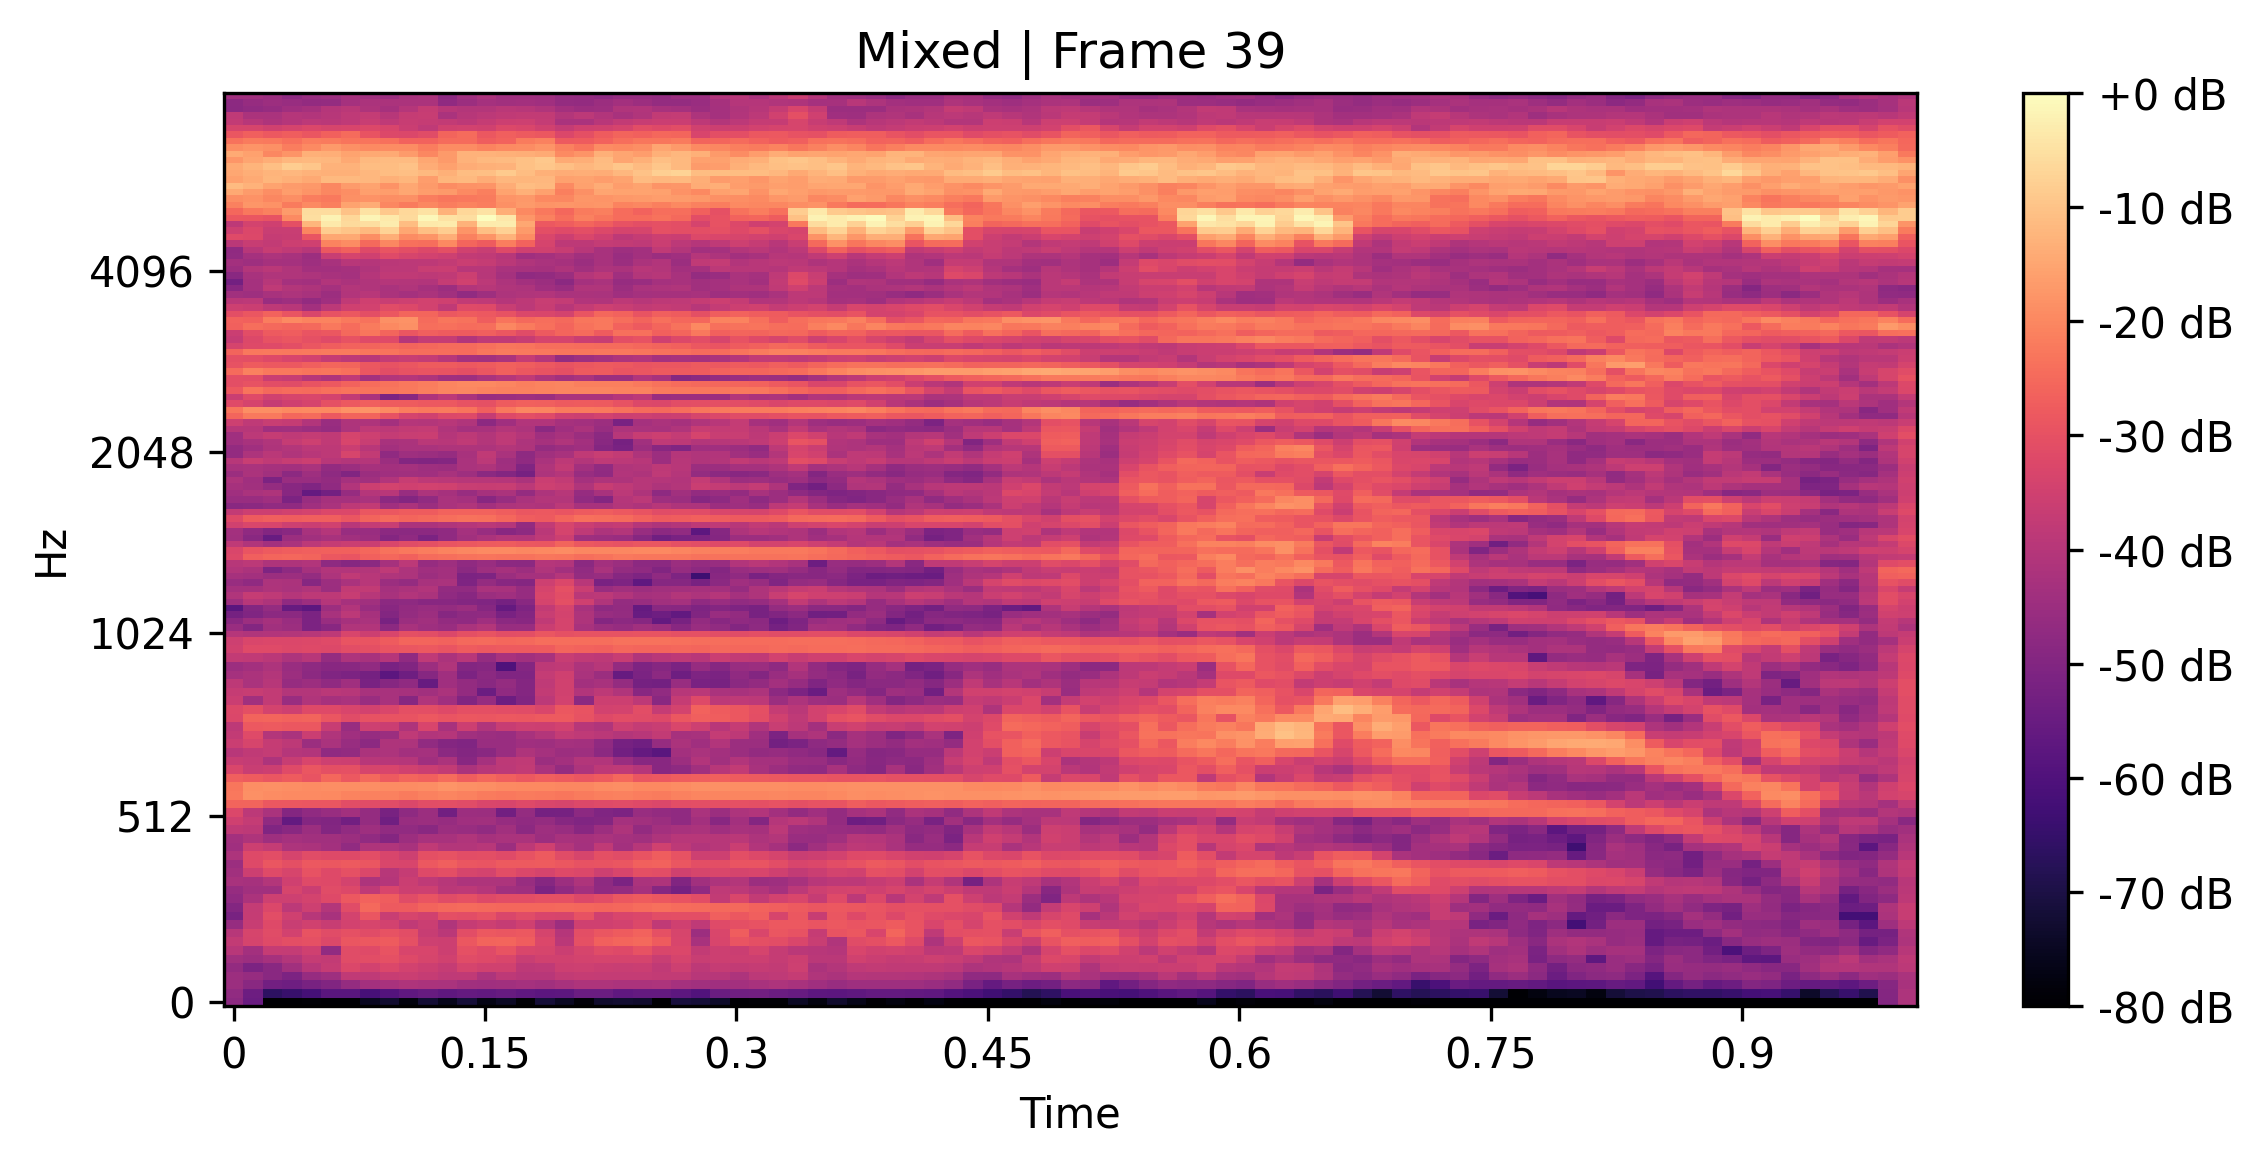 Mixed | Frame 39
+0 dB
-10 dB
-20 dB
-30 dB
-40 dB
-50 dB
-60 dB
-70 dB
-80 dB
Hz
4096
2048
1024
512
0
0 0.15 0.3 0.45 0.6 0.75 0.9
Time